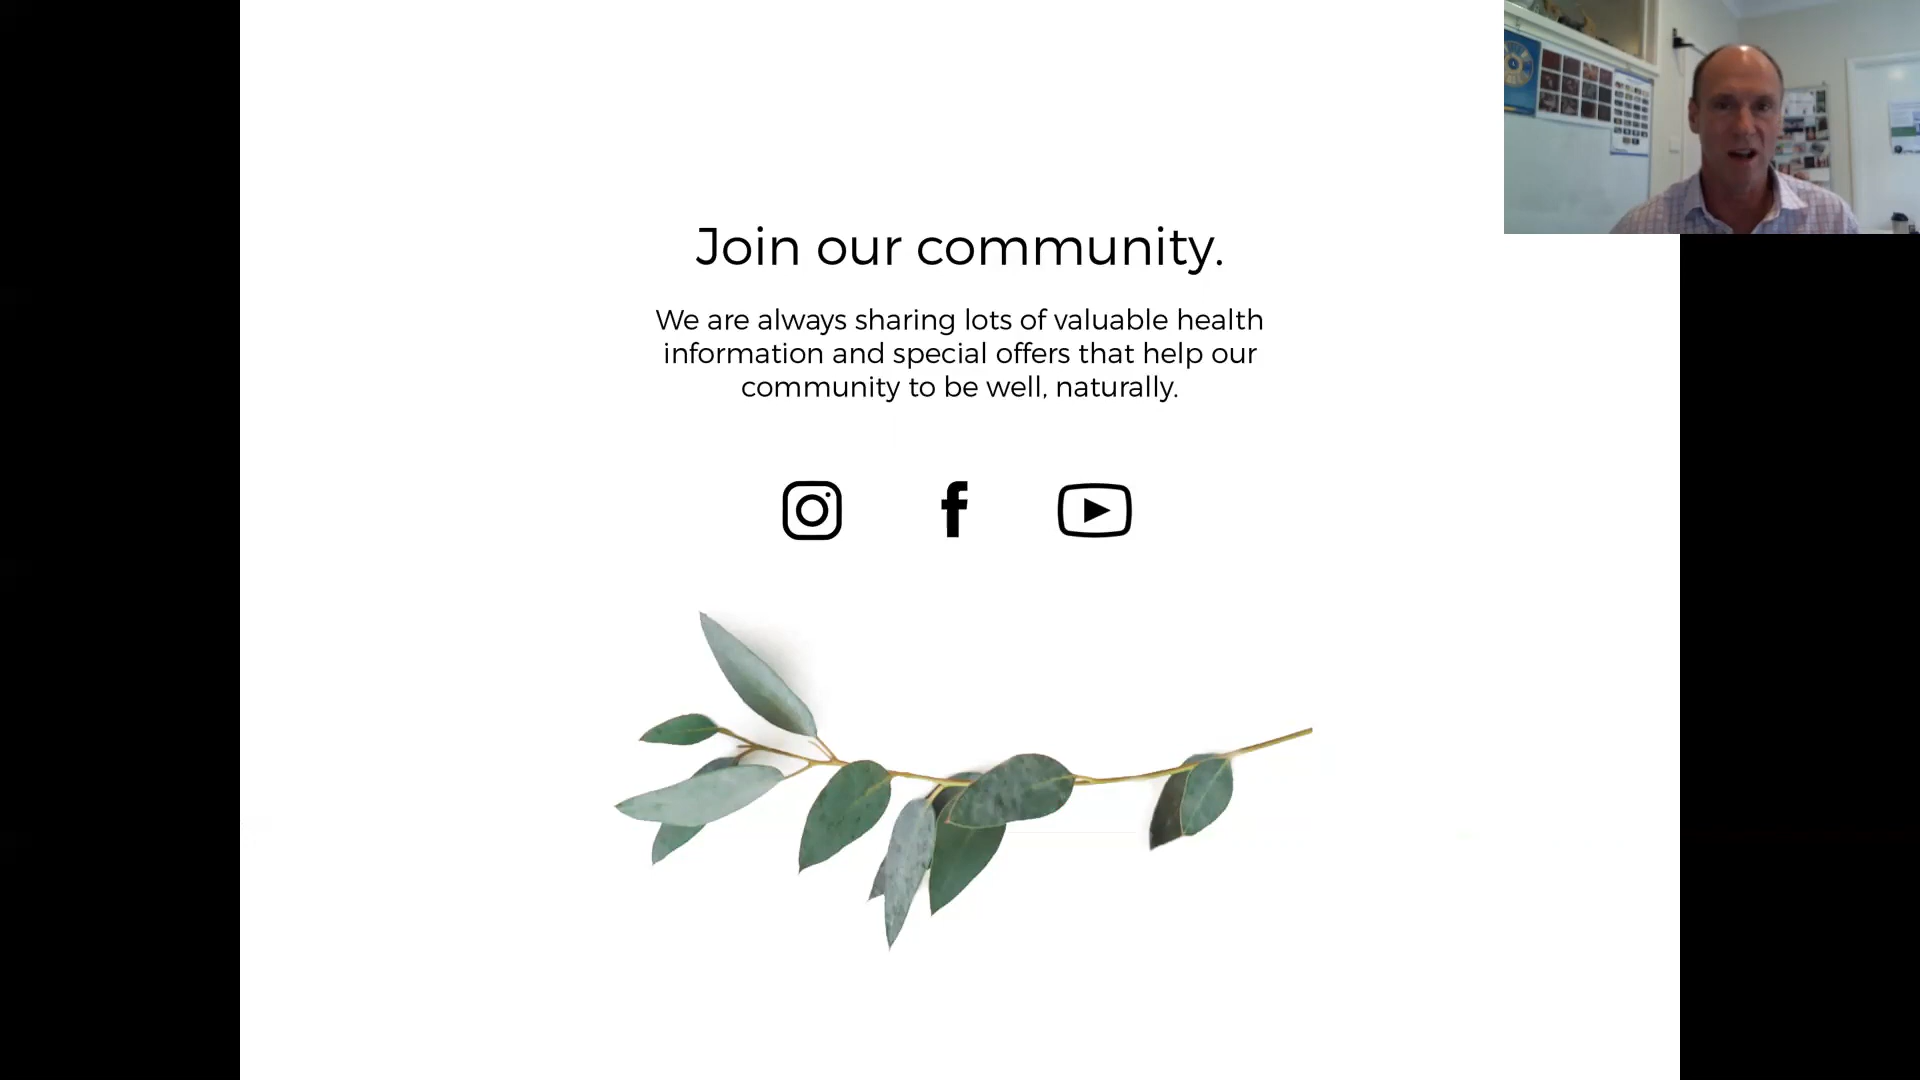 Join our community.
We are always sharing lots of valuable health
information and special offers that help our
community to be well, naturally.